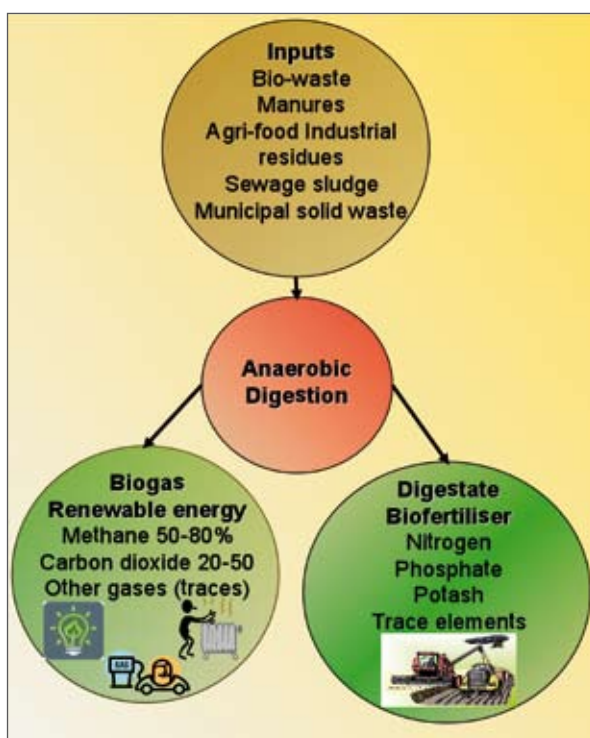 Inputs
Bio-waste
Manures
Agri-food Industrial
residues
Sewage sludge
Municipal solid waste
Anaerobic
Digestion
Biogas
Renewable energy
Methane 50-80%
Carbon dioxide 20-50
Other gases (traces)
GAS
Digestate
Biofertiliser
Nitrogen
Phosphate
Potash
Trace elements